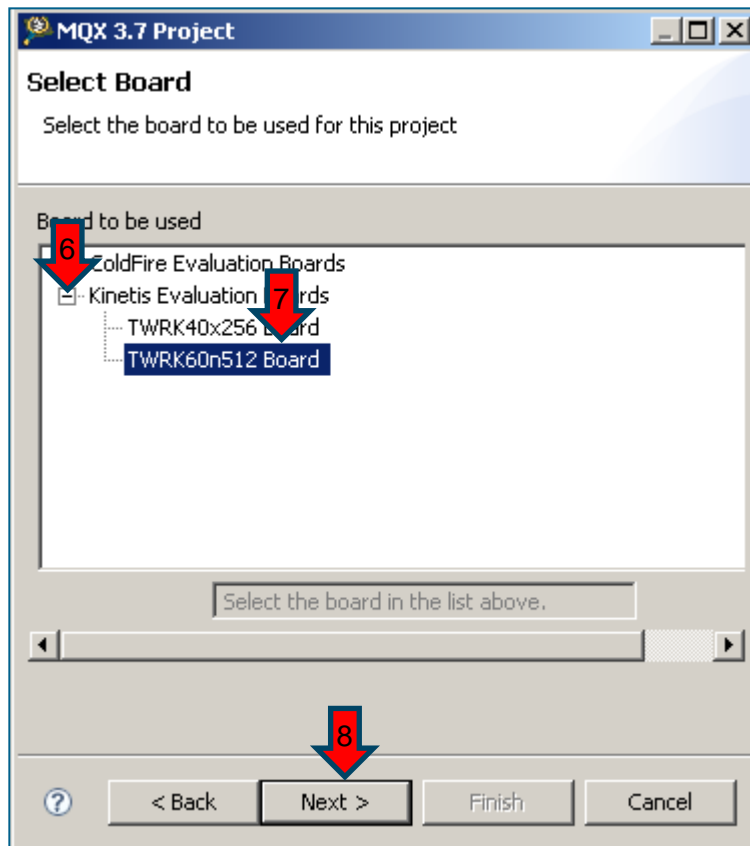 MQX 3.7 Project
Select Board
Select the board to be used for this project
Board to be used
6
ColdFire Evaluation Boards
Kinetis Evaluation Boards
7
TWRK40x256 Board
TWRK60n512 Board
Select the board in the list above.
8
? < Back Next > Finish Cancel